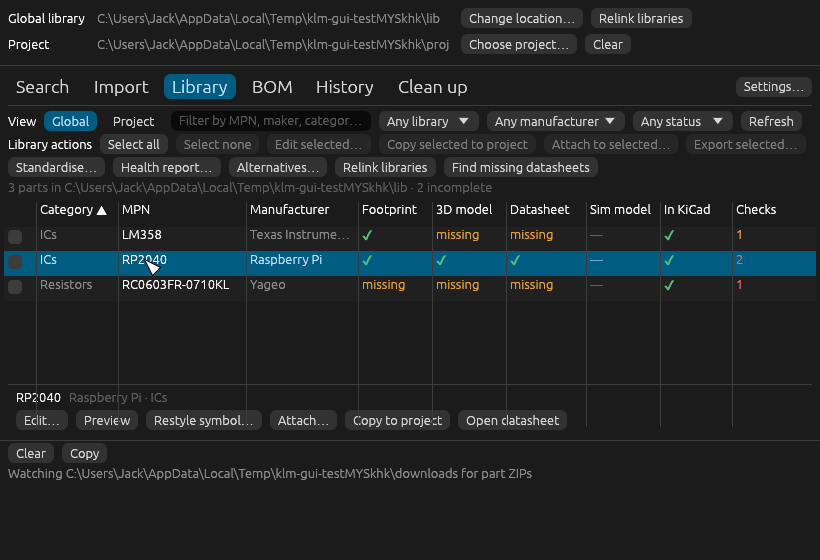 Global library C:\Users\Jack\AppData\Local\Temp\klm-gui-testMYSkhk\lib Change location… Relink libraries
Project C:\Users\Jack\AppData\Local\Temp\klm-gui-testMYSkhk\proj Choose project… Clear
Search Import Library BOM History Clean up Settings…
View Global Project Filter by MPN, maker, categor… Any library Any manufacturer Any status Refresh
Library actions Select all Select none Edit selected… Copy selected to project Attach to selected… Export selected…
Standardise… Health report… Alternatives… Relink libraries Find missing datasheets
3 parts in C:\Users\Jack\AppData\Local\Temp\klm-gui-testMYSkhk\lib · 2 incomplete
Category ▲ MPN Manufacturer Footprint 3D model Datasheet Sim model In KiCad Checks
ICs LM358 Texas Instrume… ✓ missing missing — ✓ 1
ICs RP2040 Raspberry Pi ✓ ✓ ✓ — ✓ 2
Resistors RC0603FR-0710KL Yageo missing missing missing — ✓ 1
RP2040 Raspberry Pi · ICs
Edit… Preview Restyle symbol… Attach… Copy to project Open datasheet
Clear Copy
Watching C:\Users\Jack\AppData\Local\Temp\klm-gui-testMYSkhk\downloads for part ZIPs